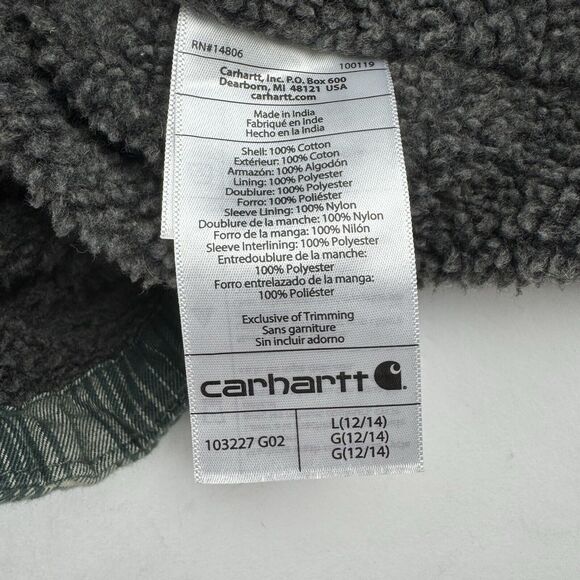 RN#14806
100119
Carhartt, Inc. P.O. Box 600
Dearborn, MI 48121 USA
carhartt.com
Made in India
Fabriqué en Inde
Hecho en la India
Shell: 100% Cotton
Extérieur: 100% Coton
Armazón: 100% Algodón
Lining: 100% Polyester
Doublure: 100% Polyester
Forro: 100% Poliéster
Sleeve Lining: 100% Nylon
Doublure de la manche: 100% Nylon
Forro de la manga: 100% Nilón
Sleeve Interlining: 100% Polyester
Entredoublure de la manche:
100% Polyester
Forro entrelazado de la manga:
100% Poliéster
Exclusive of Trimming
Sans garniture
Sin incluir adorno
carhartt
103227 G02
L(12/14)
G(12/14)
G(12/14)